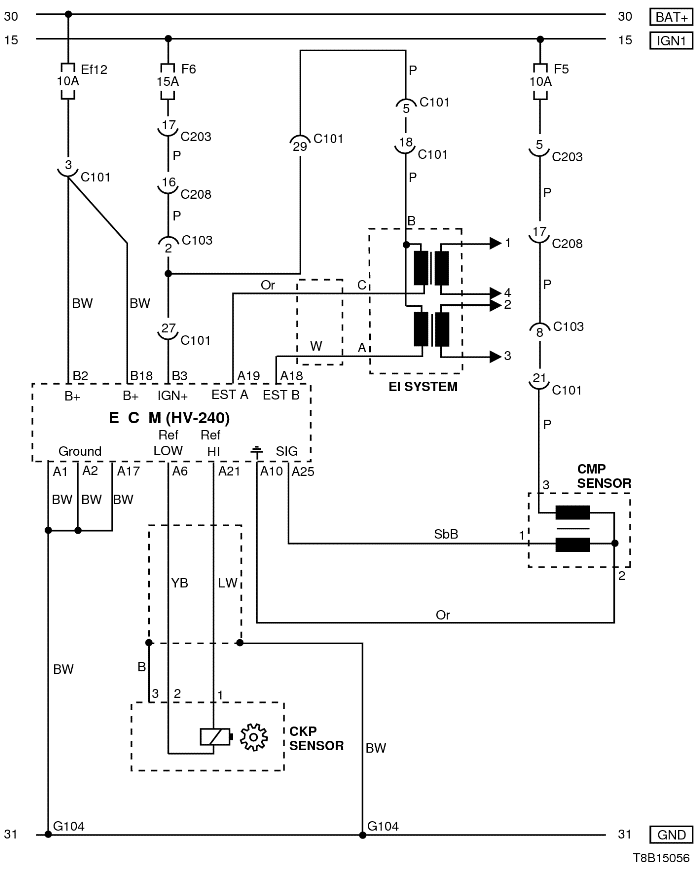 30 30 BAT+
15 15 IGN1
Ef12 F6 F5
10A 15A 10A
P
5 C101
17 C203
29 C101
18 C101
5 C203
P
3 C101
16 C208
P P
P
B
2 C103
17 C208
1
Or C
4
2
P
BW BW
27 C101
W A
3
8 C103
EI SYSTEM
21 C101
B2 B18 B3 A19 A18
B+ B+ IGN+ EST A EST B
E C M (HV-240)
P
Ref Ref
Ground LOW HI SIG
A1 A2 A17 A6 A21 A10 A25
CMP
SENSOR
3
BW BW BW
SbB 1
2
YB LW
Or
B
BW
3 2 1
CKP
SENSOR
BW
G104 G104
31 31 GND
T8B15056